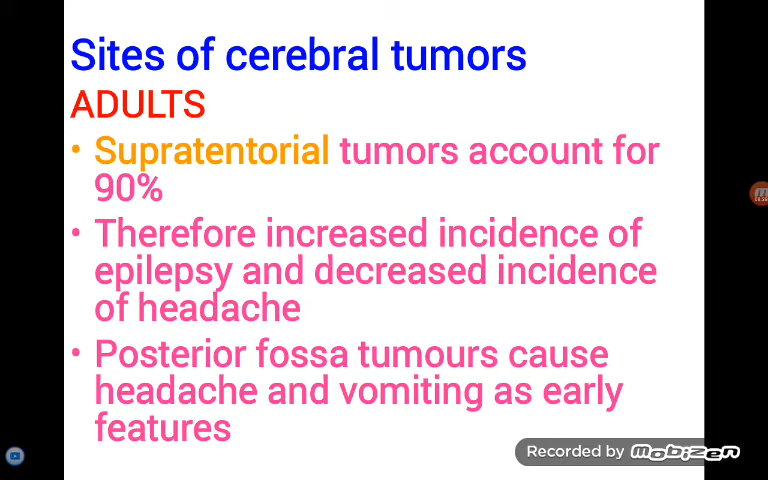 Sites of cerebral tumors
ADULTS
• Supratentorial tumors account for
90%
• Therefore increased incidence of
epilepsy and decreased incidence
of headache
• Posterior fossa tumours cause
headache and vomiting as early
features
Recorded by mobizen